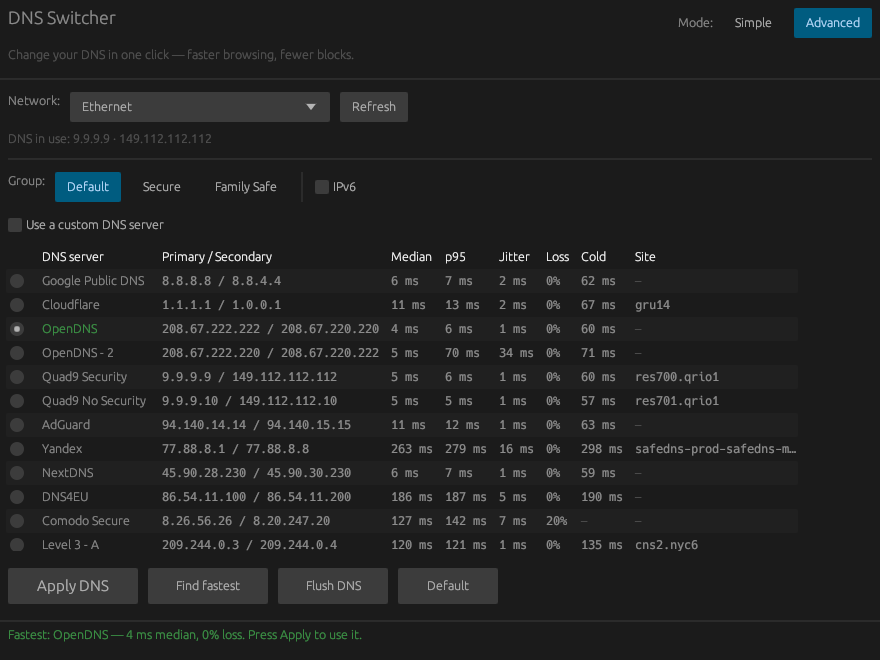 DNS Switcher
Mode: Simple Advanced
Change your DNS in one click — faster browsing, fewer blocks.
Network: Ethernet Refresh
DNS in use: 9.9.9.9 · 149.112.112.112
Group: Default Secure Family Safe IPv6
Use a custom DNS server
DNS server Primary / Secondary Median p95 Jitter Loss Cold Site
Google Public DNS 8.8.8.8 / 8.8.4.4 6 ms 7 ms 2 ms 0% 62 ms –
Cloudflare 1.1.1.1 / 1.0.0.1 11 ms 13 ms 2 ms 0% 67 ms gru14
OpenDNS 208.67.222.222 / 208.67.220.220 4 ms 6 ms 1 ms 0% 60 ms –
OpenDNS - 2 208.67.222.220 / 208.67.220.222 5 ms 70 ms 34 ms 0% 71 ms –
Quad9 Security 9.9.9.9 / 149.112.112.112 5 ms 6 ms 1 ms 0% 60 ms res700.qrio1
Quad9 No Security 9.9.9.10 / 149.112.112.10 5 ms 5 ms 1 ms 0% 57 ms res701.qrio1
AdGuard 94.140.14.14 / 94.140.15.15 11 ms 12 ms 1 ms 0% 63 ms –
Yandex 77.88.8.1 / 77.88.8.8 263 ms 279 ms 16 ms 0% 298 ms safedns-prod-safedns-m…
NextDNS 45.90.28.230 / 45.90.30.230 6 ms 7 ms 1 ms 0% 59 ms –
DNS4EU 86.54.11.100 / 86.54.11.200 186 ms 187 ms 5 ms 0% 190 ms –
Comodo Secure 8.26.56.26 / 8.20.247.20 127 ms 142 ms 7 ms 20% – –
Level 3 - A 209.244.0.3 / 209.244.0.4 120 ms 121 ms 1 ms 0% 135 ms cns2.nyc6
Apply DNS Find fastest Flush DNS Default
Fastest: OpenDNS — 4 ms median, 0% loss. Press Apply to use it.